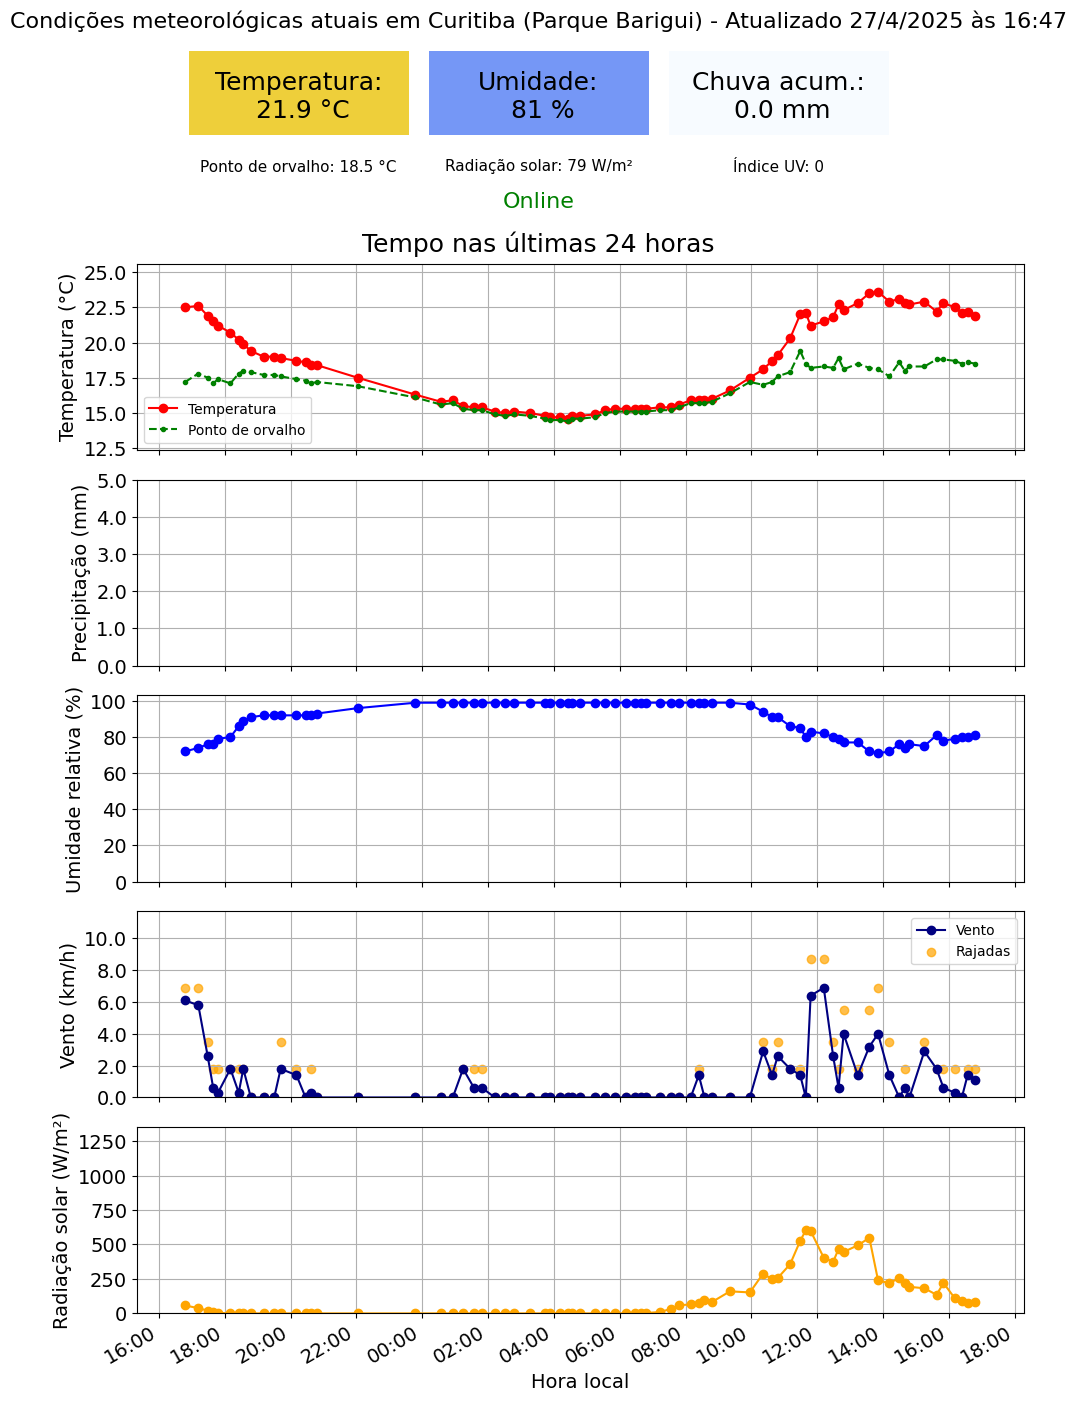 Condições meteorológicas atuais em Curitiba (Parque Barigui) - Atualizado 27/4/2025 às 16:47
Temperatura:
21.9 °C
Umidade:
81 %
Chuva acum.:
0.0 mm
Ponto de orvalho: 18.5 °C
Radiação solar: 79 W/m²
Índice UV: 0
Online
Tempo nas últimas 24 horas
Temperatura (°C)
25.0
22.5
20.0
17.5
15.0
12.5
Temperatura
Ponto de orvalho
Precipitação (mm)
5.0
4.0
3.0
2.0
1.0
0.0
Umidade relativa (%)
100
80
60
40
20
0
Vento (km/h)
10.0
8.0
6.0
4.0
2.0
0.0
Vento
Rajadas
Radiação solar (W/m²)
1250
1000
750
500
250
0
16:00
18:00
20:00
22:00
00:00
02:00
04:00
06:00
08:00
10:00
12:00
14:00
16:00
18:00
Hora local